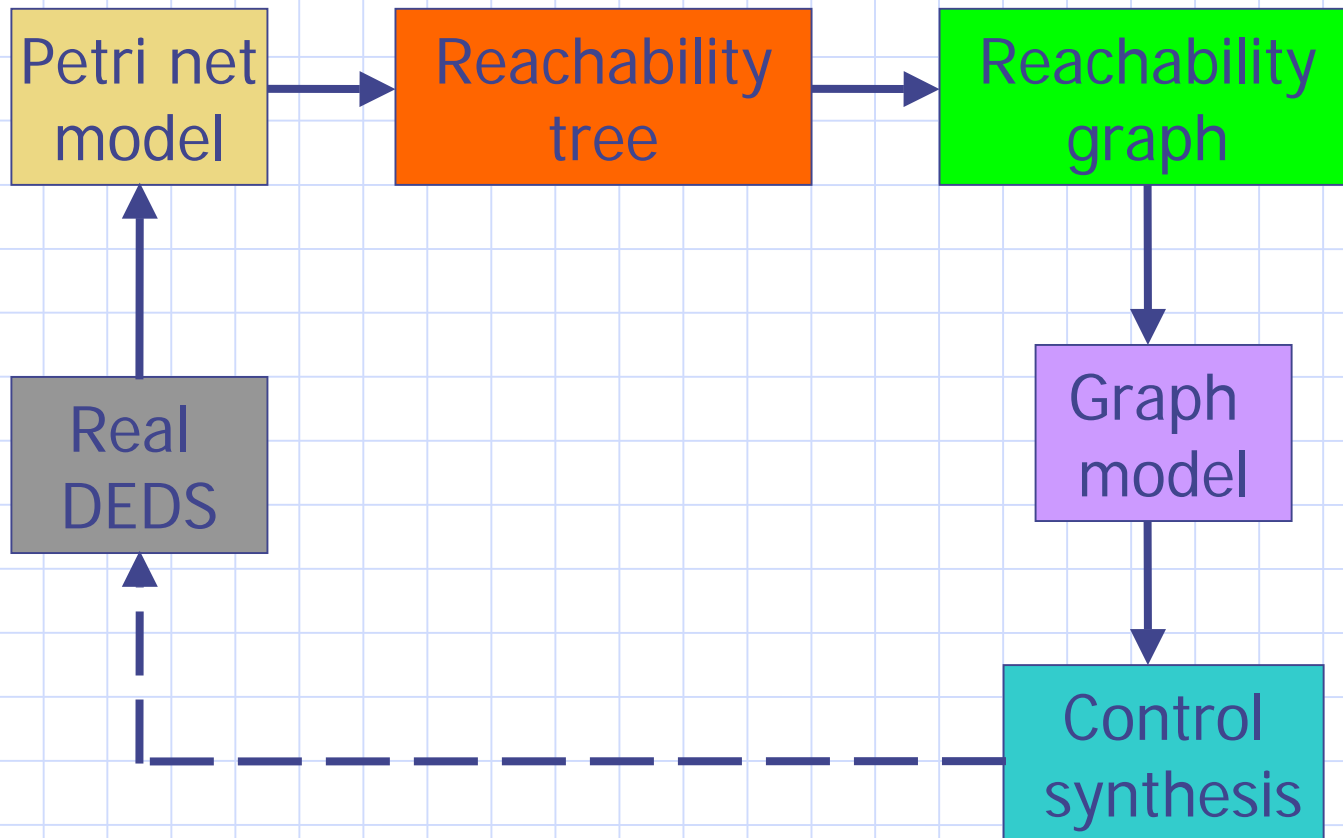 Petri net
model
Reachability
tree
Reachability
graph
Real
DEDS
Graph
model
Control
synthesis